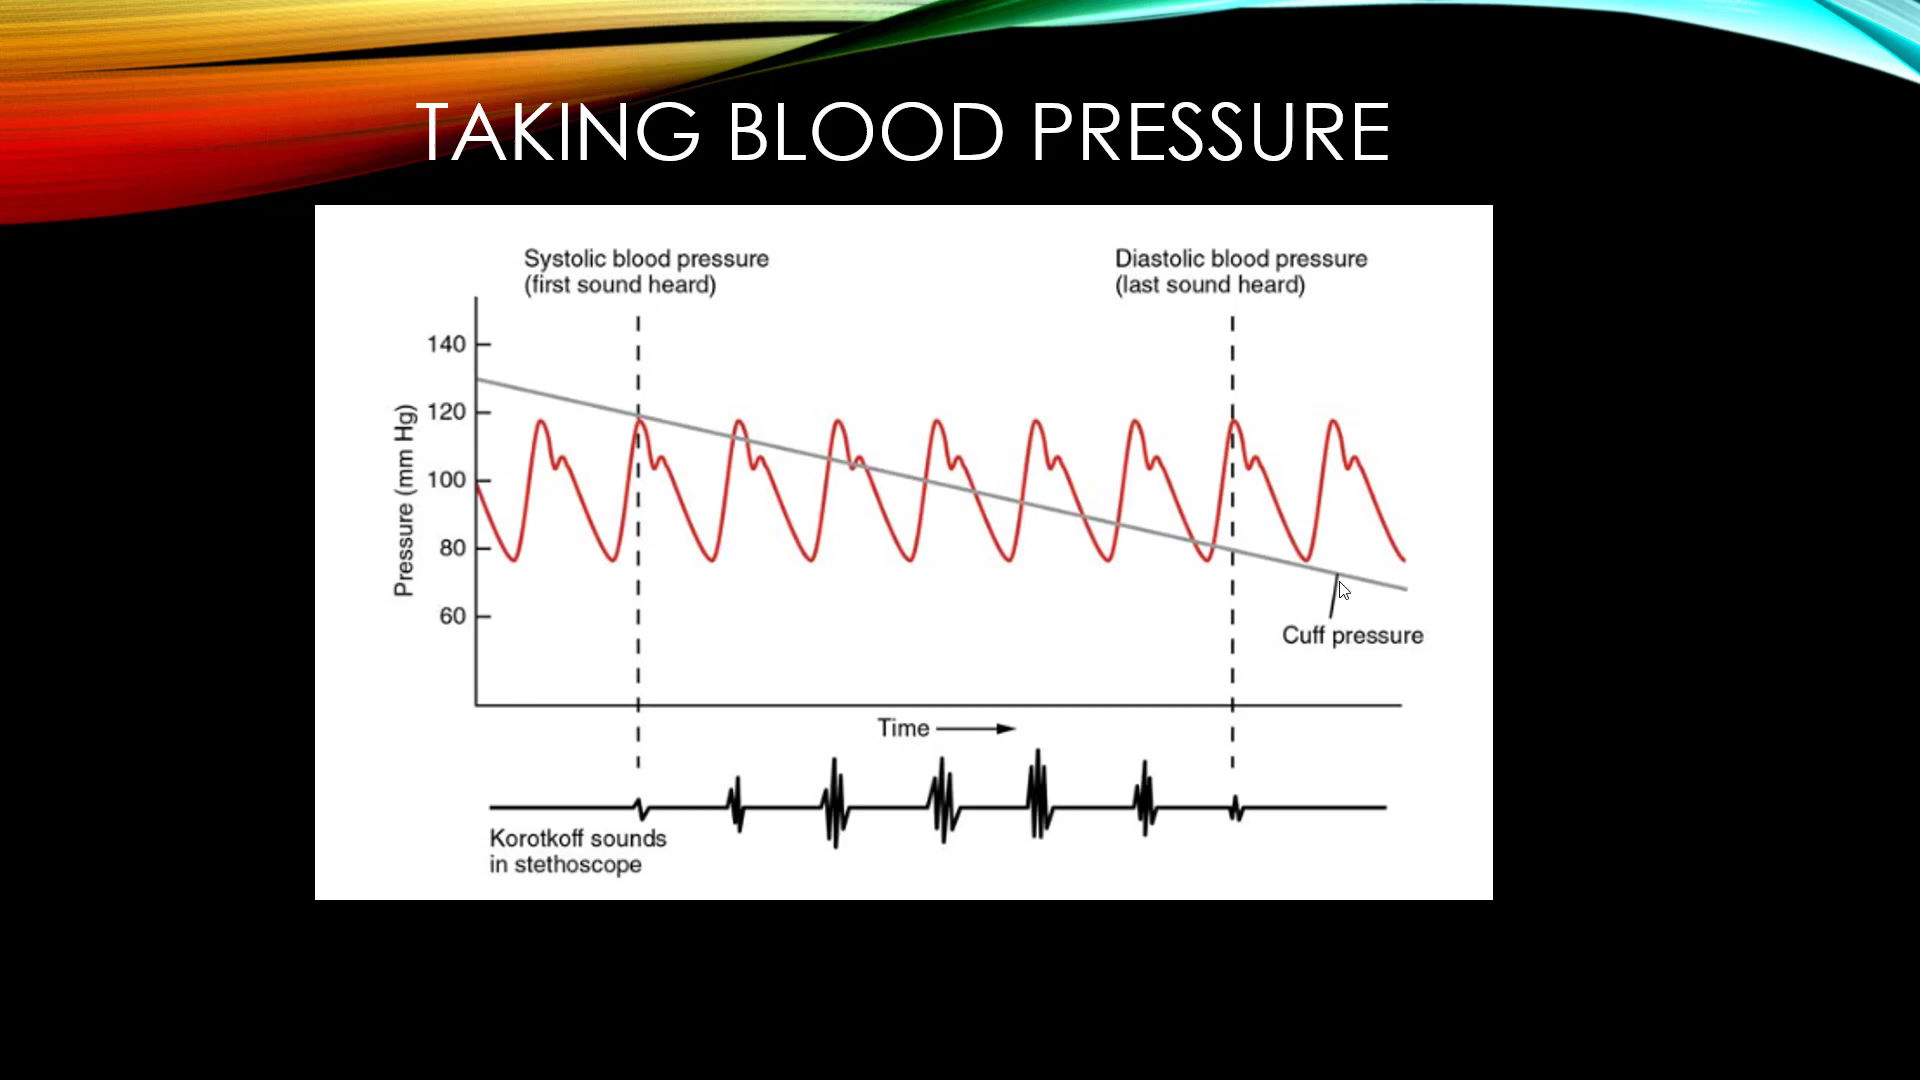 TAKING BLOOD PRESSURE
Systolic blood pressure
(first sound heard)
Diastolic blood pressure
(last sound heard)
140
120
100
80
60
Pressure (mm Hg)
Cuff pressure
Time
Korotkoff sounds
in stethoscope